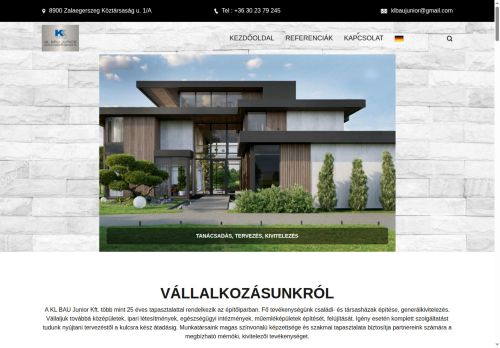 8900 Zalaegerszeg Köztársaság u. 1/A
Tel : +36 30 23 79 245
klbaujunior@gmail.com
KL BAU JUNIOR
KEZDŐOLDAL
REFERENCIÁK
KAPCSOLAT
TANÁCSADÁS, TERVEZÉS, KIVITELEZÉS
VÁLLALKOZÁSUNKRÓL
A KL BAU Junior Kft. több mint 25 éves tapasztalattal rendelkezik az építőiparban. Fő tevékenységünk családi- és társasházak építése, generálkivitelezés.
Vállaljuk továbbá középületek, Ipari létesítmények, egészségügyi intézmények, műemléképületek építését, felújítását. Igény esetén komplett szolgáltatást
tudunk nyújtani tervezéstől a kulcsra kész átadásig. Munkatársaink magas színvonalú képzettsége és szakmai tapasztalata biztosítja partnereink számára a
megbízható mérnöki, kivitelezői tevékenységet.